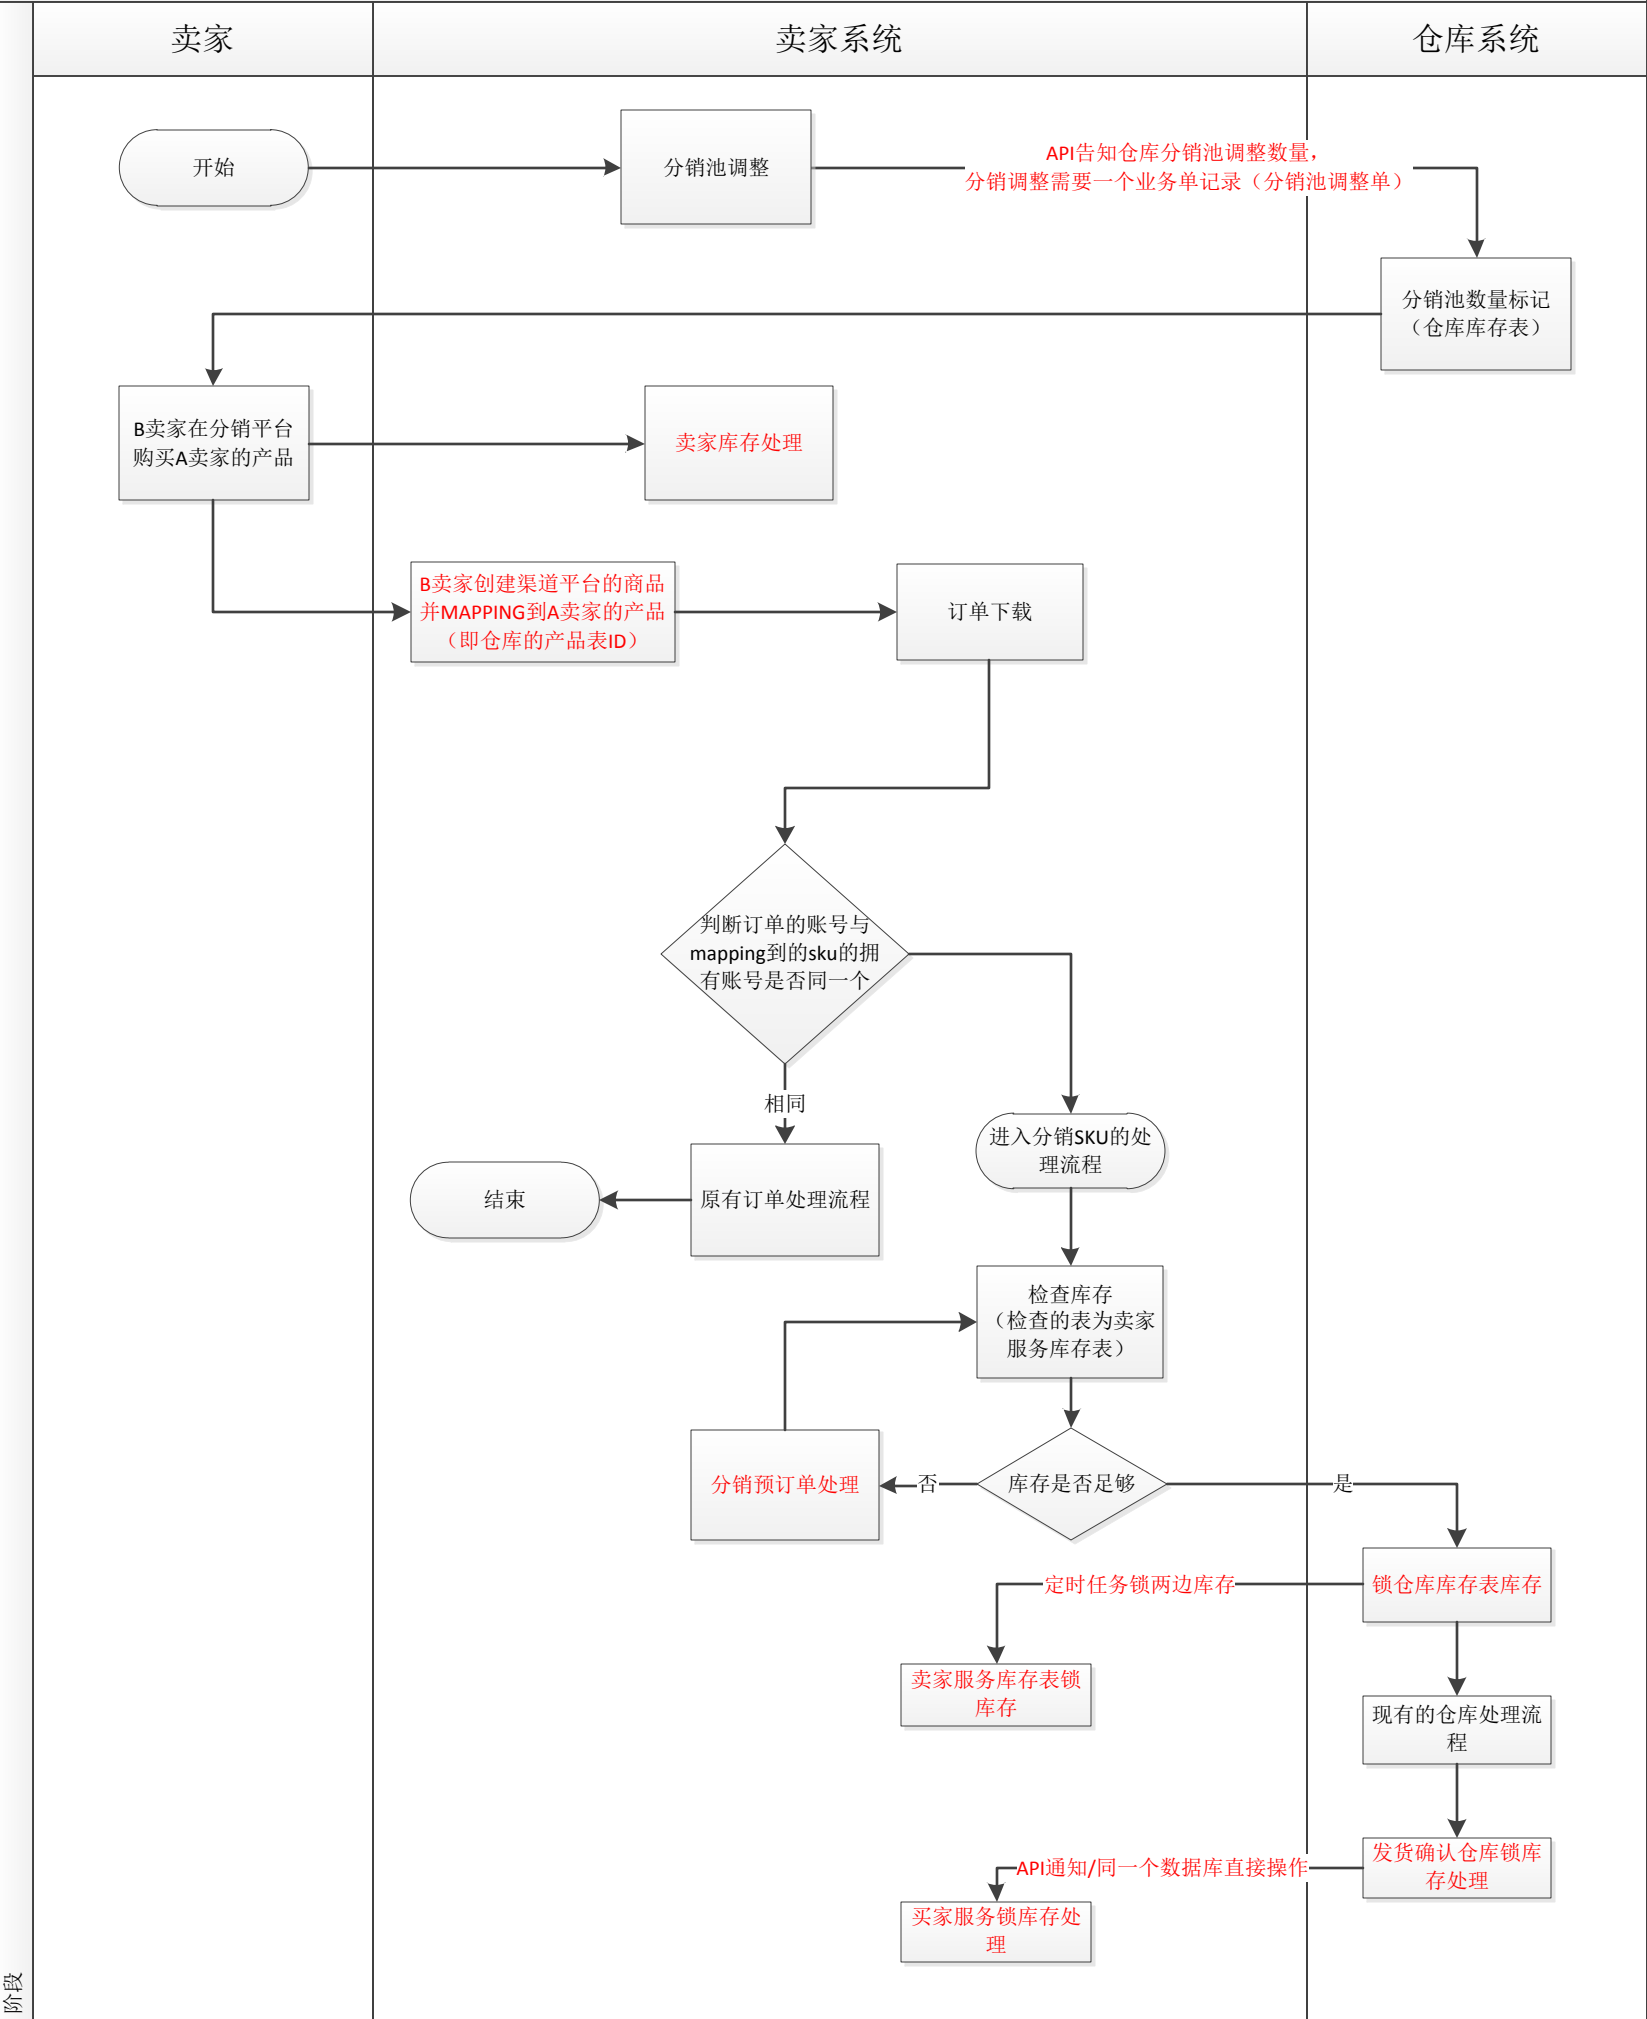 卖家
卖家系统
仓库系统
开始
分销池调整
API告知仓库分销池调整数量，
分销调整需要一个业务单记录（分销池调整单）
分销池数量标记
（仓库库存表）
B卖家在分销平台
购买A卖家的产品
卖家库存处理
B卖家创建渠道平台的商品
并MAPPING到A卖家的产品
（即仓库的产品表ID）
订单下载
判断订单的账号与
mapping到的sku的拥
有账号是否同一个
相同
进入分销SKU的处
理流程
结束
原有订单处理流程
检查库存
（检查的表为卖家
服务库存表）
分销预订单处理
否
库存是否足够
是
定时任务锁两边库存
锁仓库库存表库存
卖家服务库存表锁
库存
现有的仓库处理流
程
API通知/同一个数据库直接操作
发货确认仓库锁库
存处理
买家服务锁库存处
理
阶段